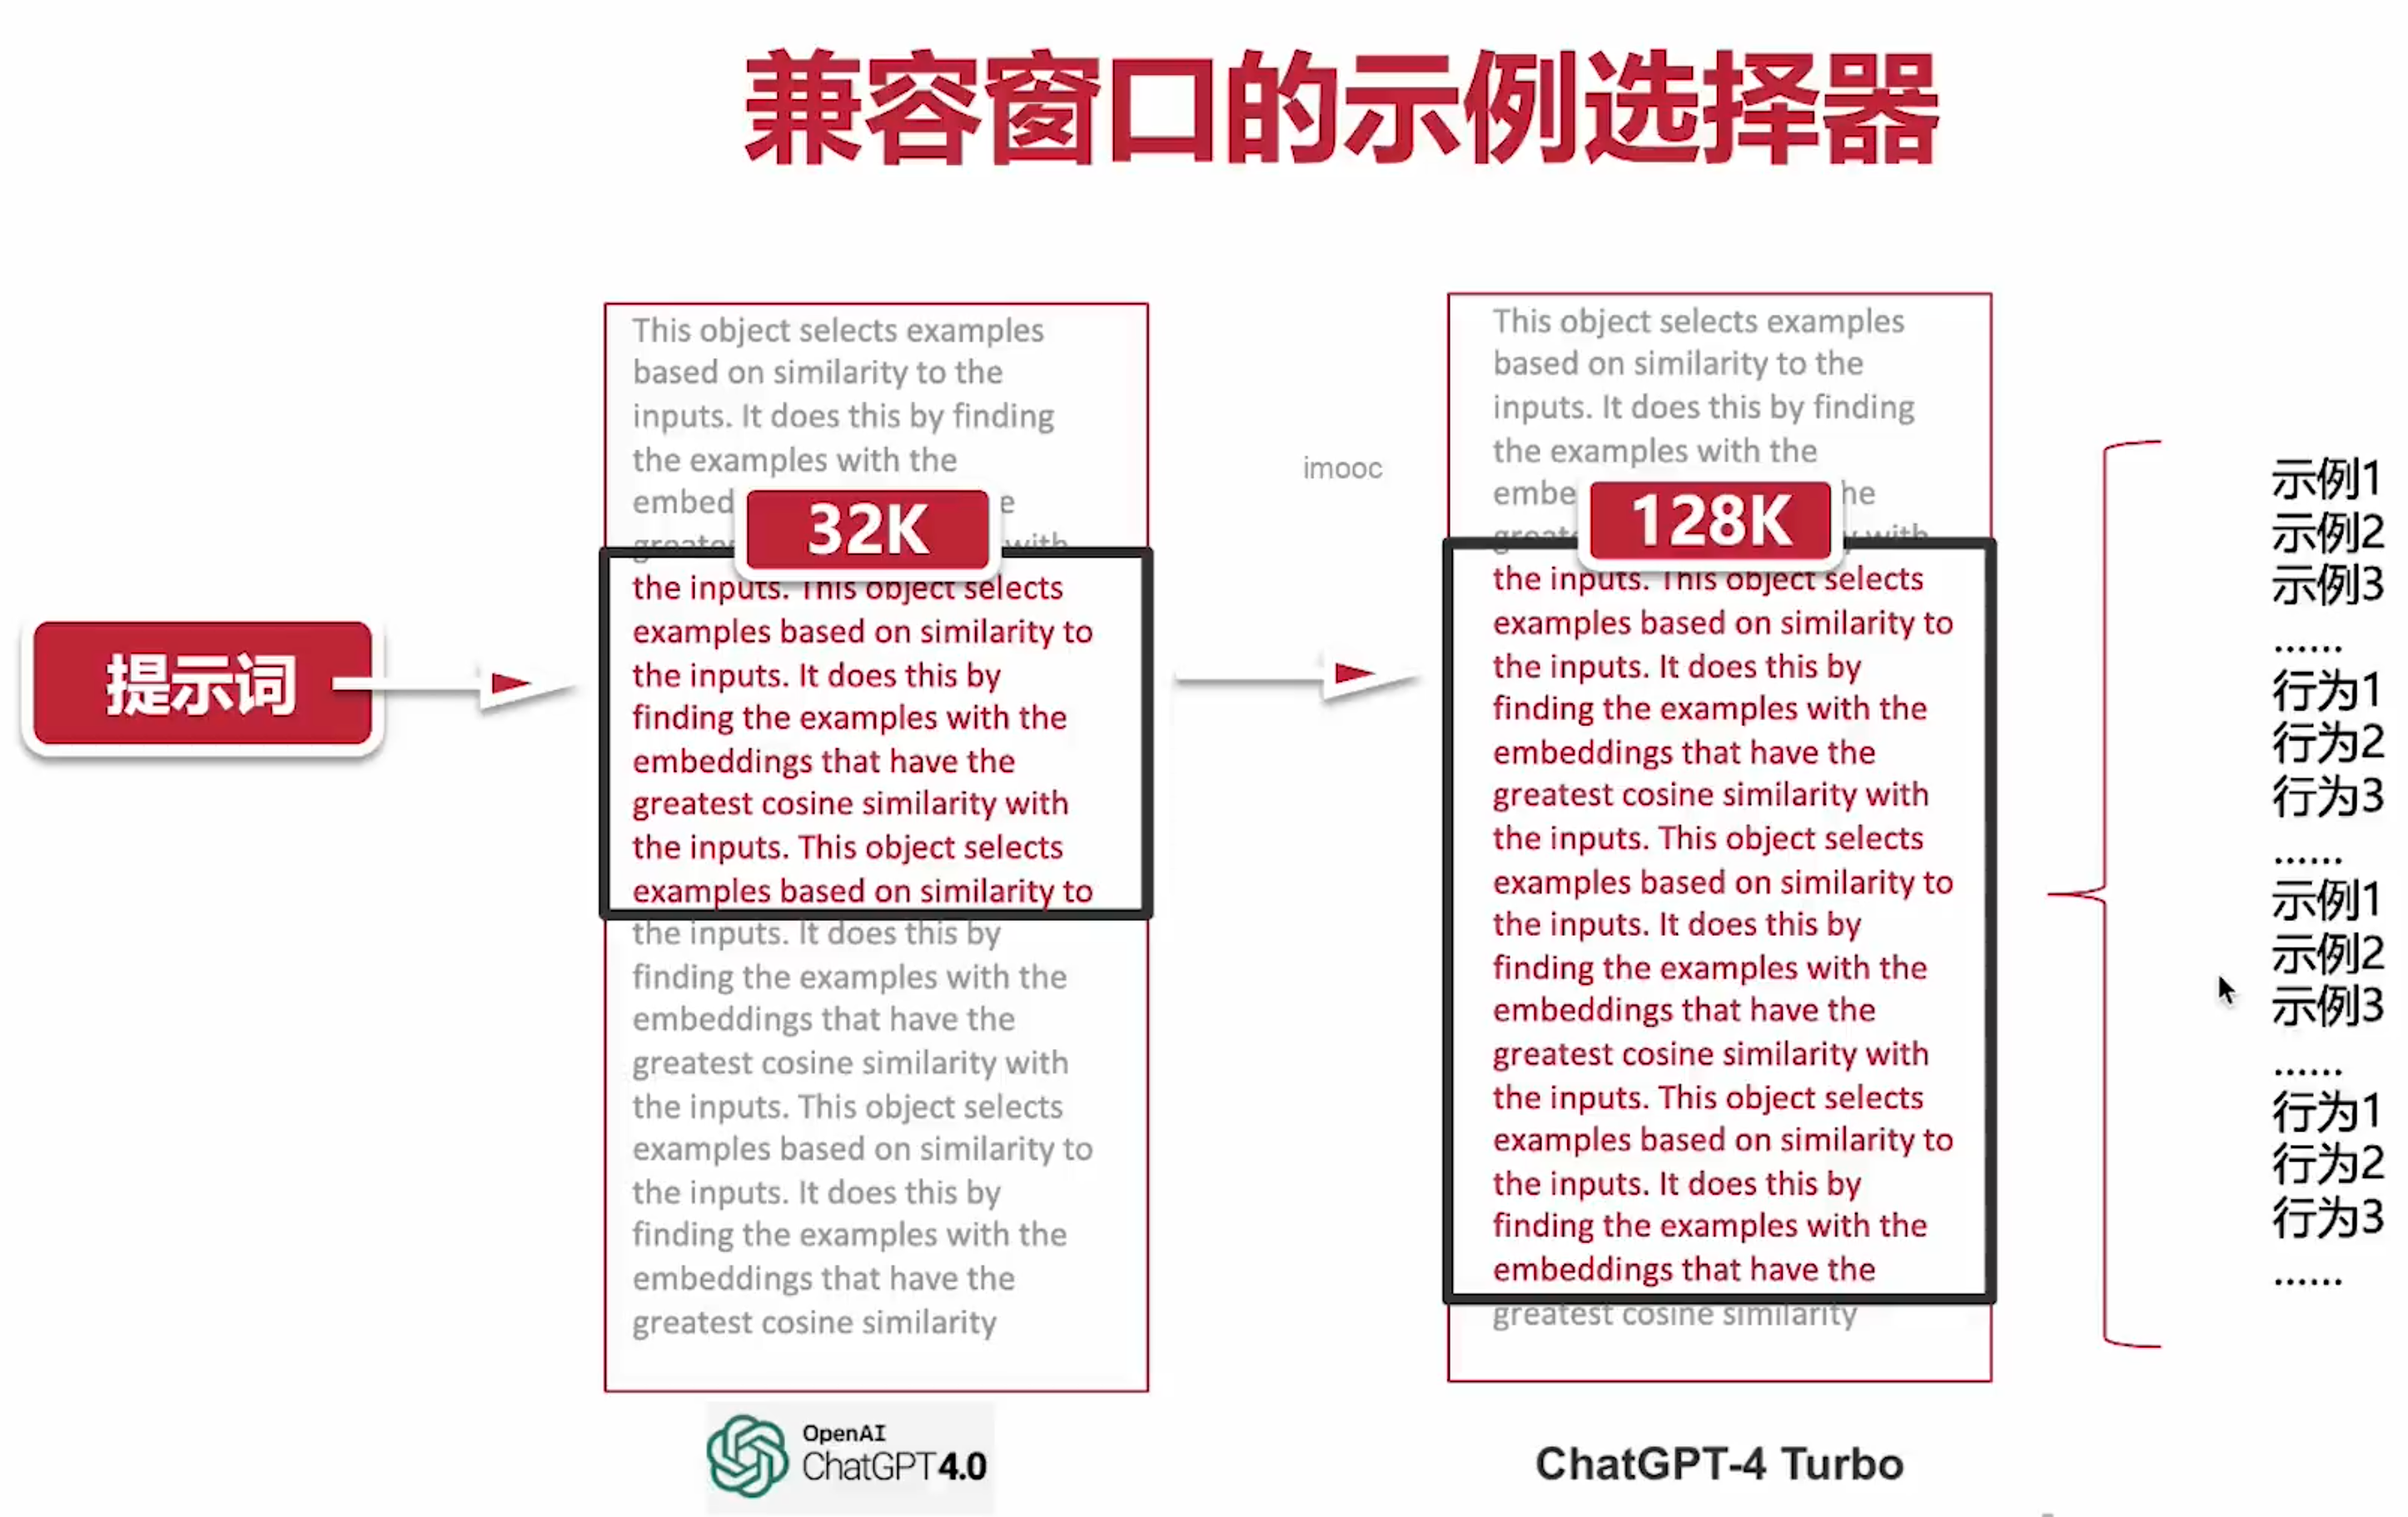 兼容窗口的示例选择器
提示词
This object selects examples
based on similarity to the
inputs. It does this by finding
the examples with the
embed e
greatest with
32K
the inputs. This object selects
examples based on similarity to
the inputs. It does this by
finding the examples with the
embeddings that have the
greatest cosine similarity with
the inputs. This object selects
examples based on similarity to
the inputs. It does this by
finding the examples with the
embeddings that have the
greatest cosine similarity with
the inputs. This object selects
examples based on similarity to
the inputs. It does this by
finding the examples with the
embeddings that have the
greatest cosine similarity
OpenAI
ChatGPT4.0
imooc
This object selects examples
based on similarity to the
inputs. It does this by finding
the examples with the
embe he
greate y with
128K
the inputs. This object selects
examples based on similarity to
the inputs. It does this by
finding the examples with the
embeddings that have the
greatest cosine similarity with
the inputs. This object selects
examples based on similarity to
the inputs. It does this by
finding the examples with the
embeddings that have the
greatest cosine similarity with
the inputs. This object selects
examples based on similarity to
the inputs. It does this by
finding the examples with the
embeddings that have the
greatest cosine similarity
ChatGPT-4 Turbo
示例1
示例2
示例3
......
行为1
行为2
行为3
......
示例1
示例2
示例3
......
行为1
行为2
行为3
......